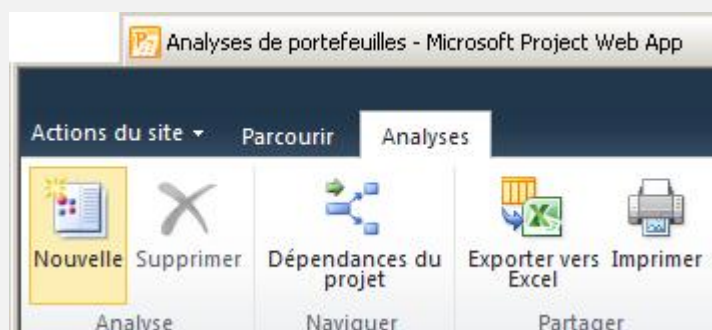 Analyses de portefeuilles - Microsoft Project Web App
Actions du site Parcourir Analyses
Nouvelle Supprimer Dépendances du projet Exporter vers Excel Imprimer
Analyse Naviguer Partager